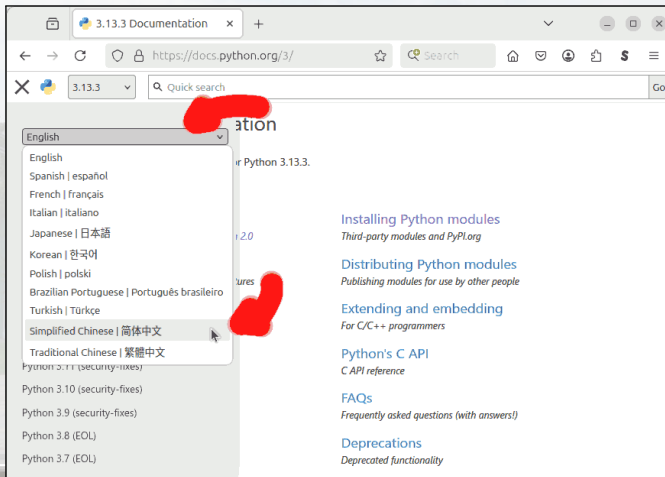 3.13.3 Documentation
https://docs.python.org/3/
Search
3.13.3
Quick search
Go
English
ation
English
Spanish | español
French | français
Italian | italiano
Japanese | 日本語
Korean | 한국어
Polish | polski
Brazilian Portuguese | Português brasileiro
Turkish | Türkçe
Simplified Chinese | 简体中文
Traditional Chinese | 繁體中文
Python 3.11 (security-fixes)
Python 3.10 (security-fixes)
Python 3.9 (security-fixes)
Python 3.8 (EOL)
Python 3.7 (EOL)
r Python 3.13.3.
2.0
tures
Installing Python modules
Third-party modules and PyPI.org
Distributing Python modules
Publishing modules for use by other people
Extending and embedding
For C/C++ programmers
Python's C API
C API reference
FAQs
Frequently asked questions (with answers!)
Deprecations
Deprecated functionality